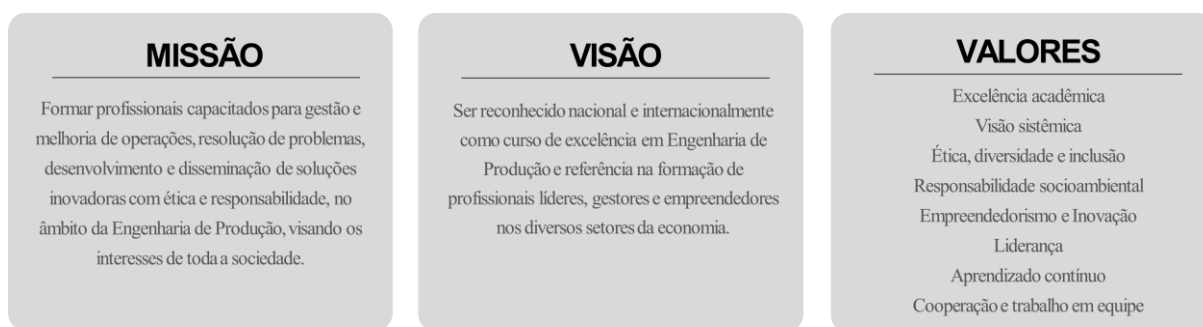 MISSÃO
Formar profissionais capacitados para gestão e
melhoria de operações, resolução de problemas,
desenvolvimento e disseminação de soluções
inovadoras com ética e responsabilidade, no
âmbito da Engenharia de Produção, visando os
interesses de toda a sociedade.
VISÃO
Ser reconhecido nacional e internacionalmente
como curso de excelência em Engenharia de
Produção e referência na formação de
profissionais líderes, gestores e empreendedores
nos diversos setores da economia.
VALORES
Excelência acadêmica
Visão sistêmica
Ética, diversidade e inclusão
Responsabilidade socioambiental
Empreendedorismo e Inovação
Liderança
Aprendizado contínuo
Cooperação e trabalho em equipe